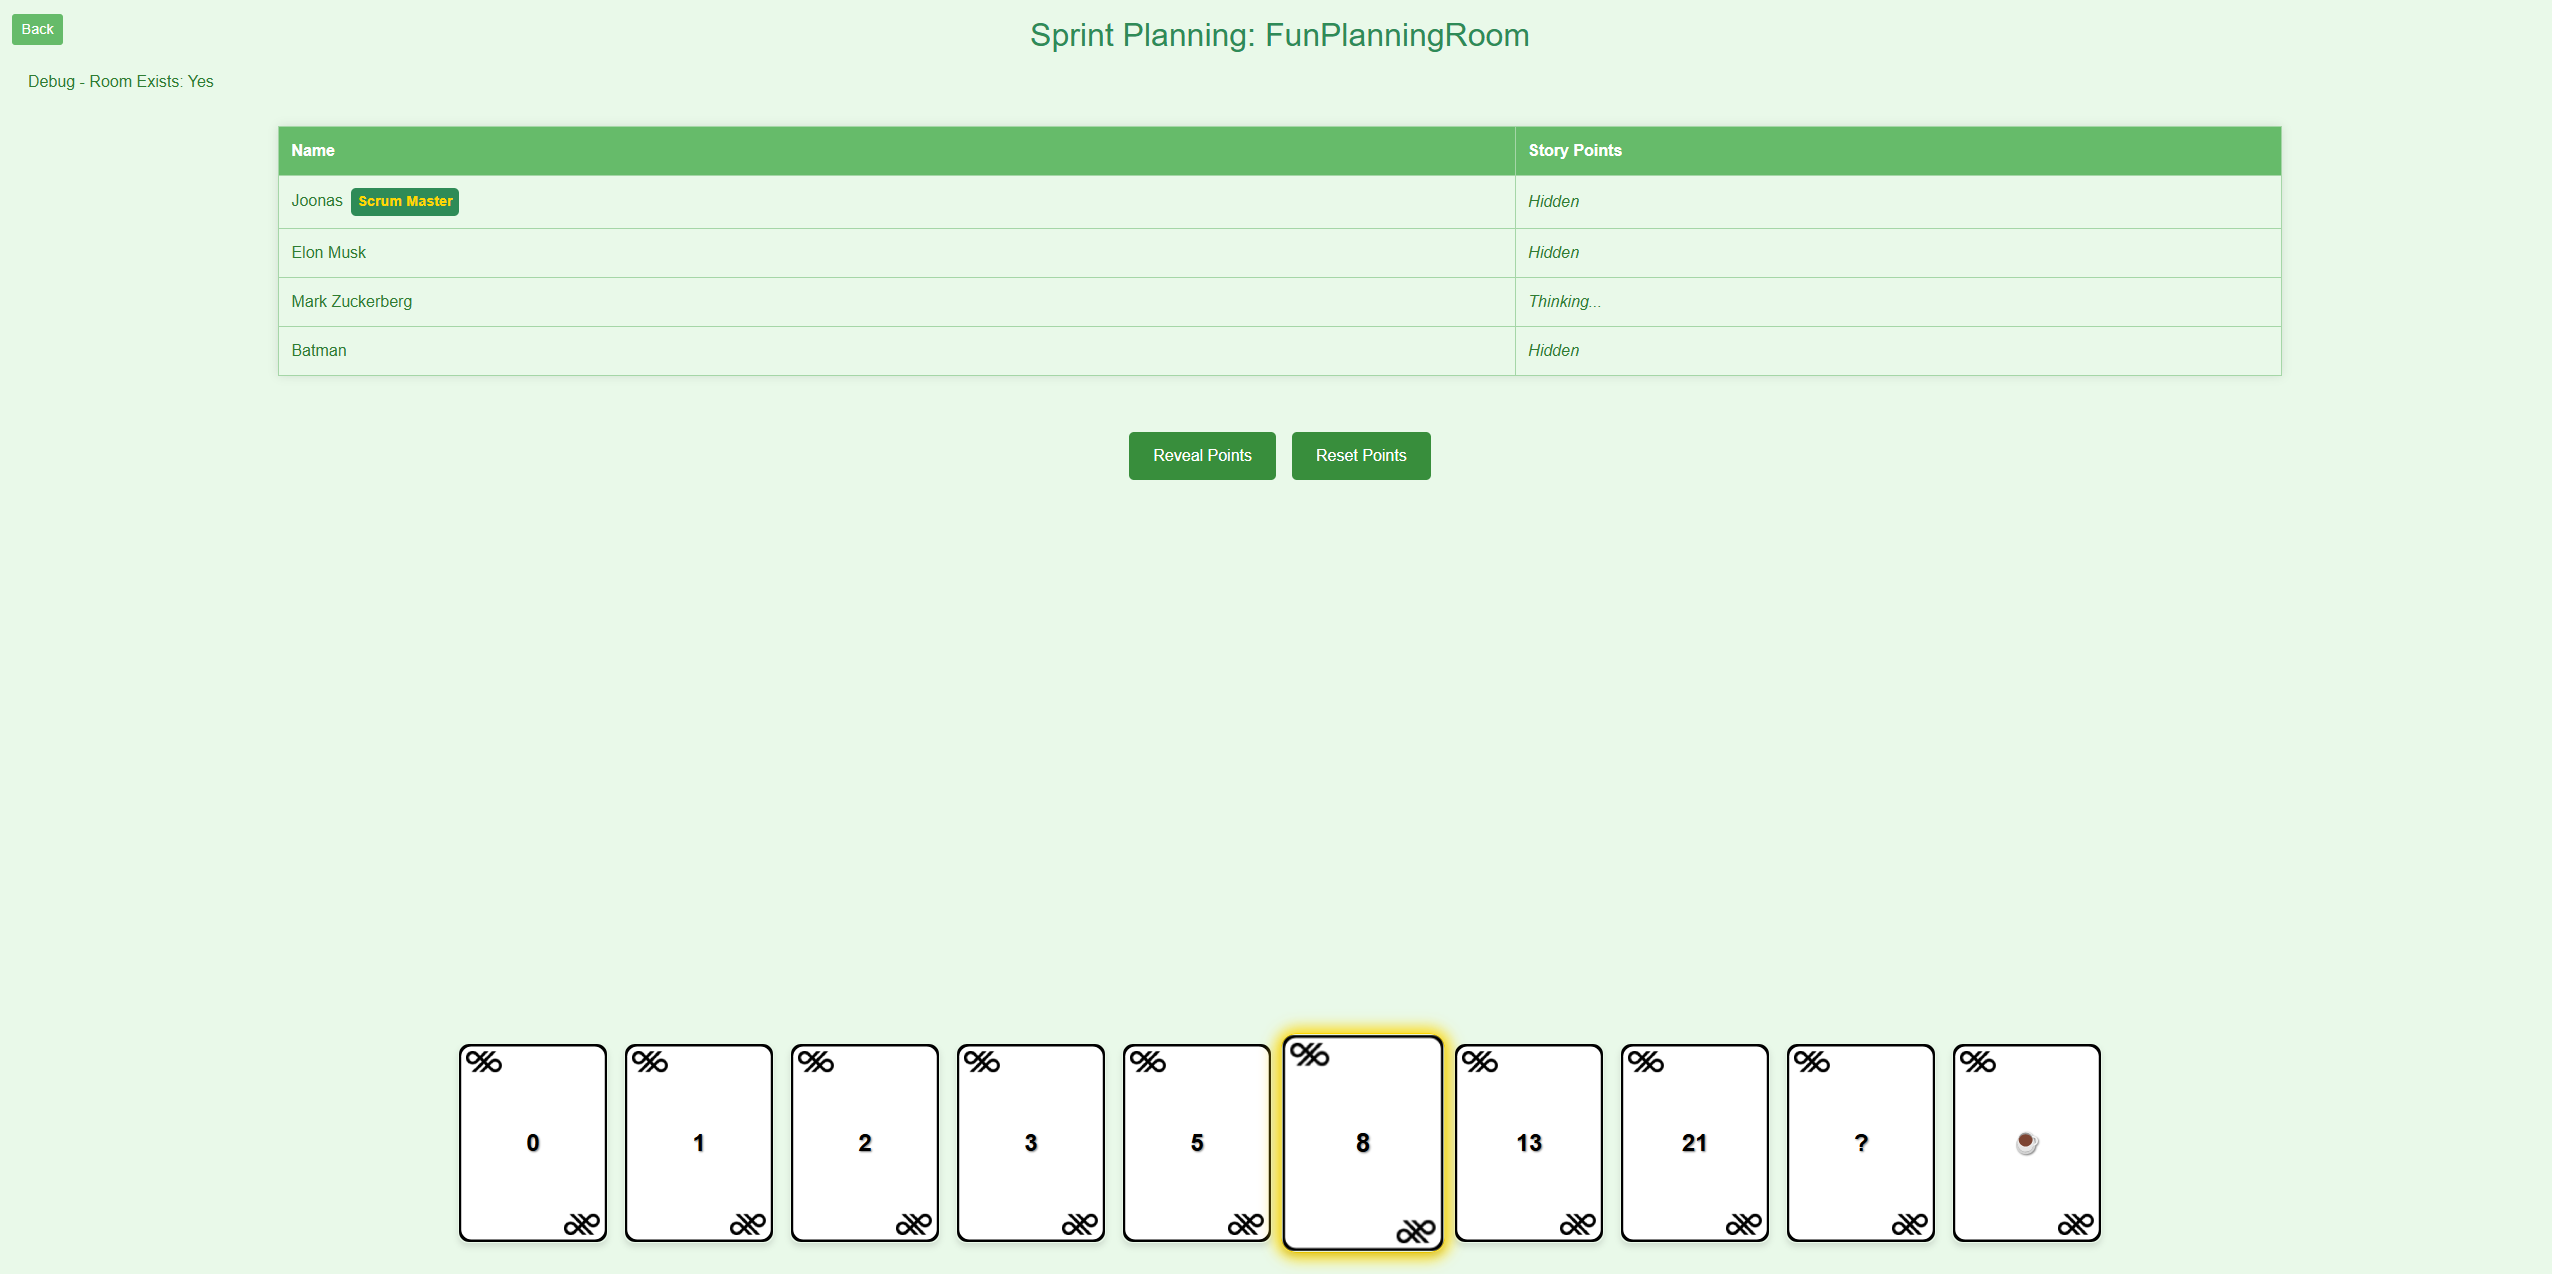 Back
Sprint Planning: FunPlanningRoom
Debug - Room Exists: Yes
Name Story Points
Joonas Scrum Master Hidden
Elon Musk Hidden
Mark Zuckerberg Thinking...
Batman Hidden
Reveal Points Reset Points
0 1 2 3 5 8 13 21 ?